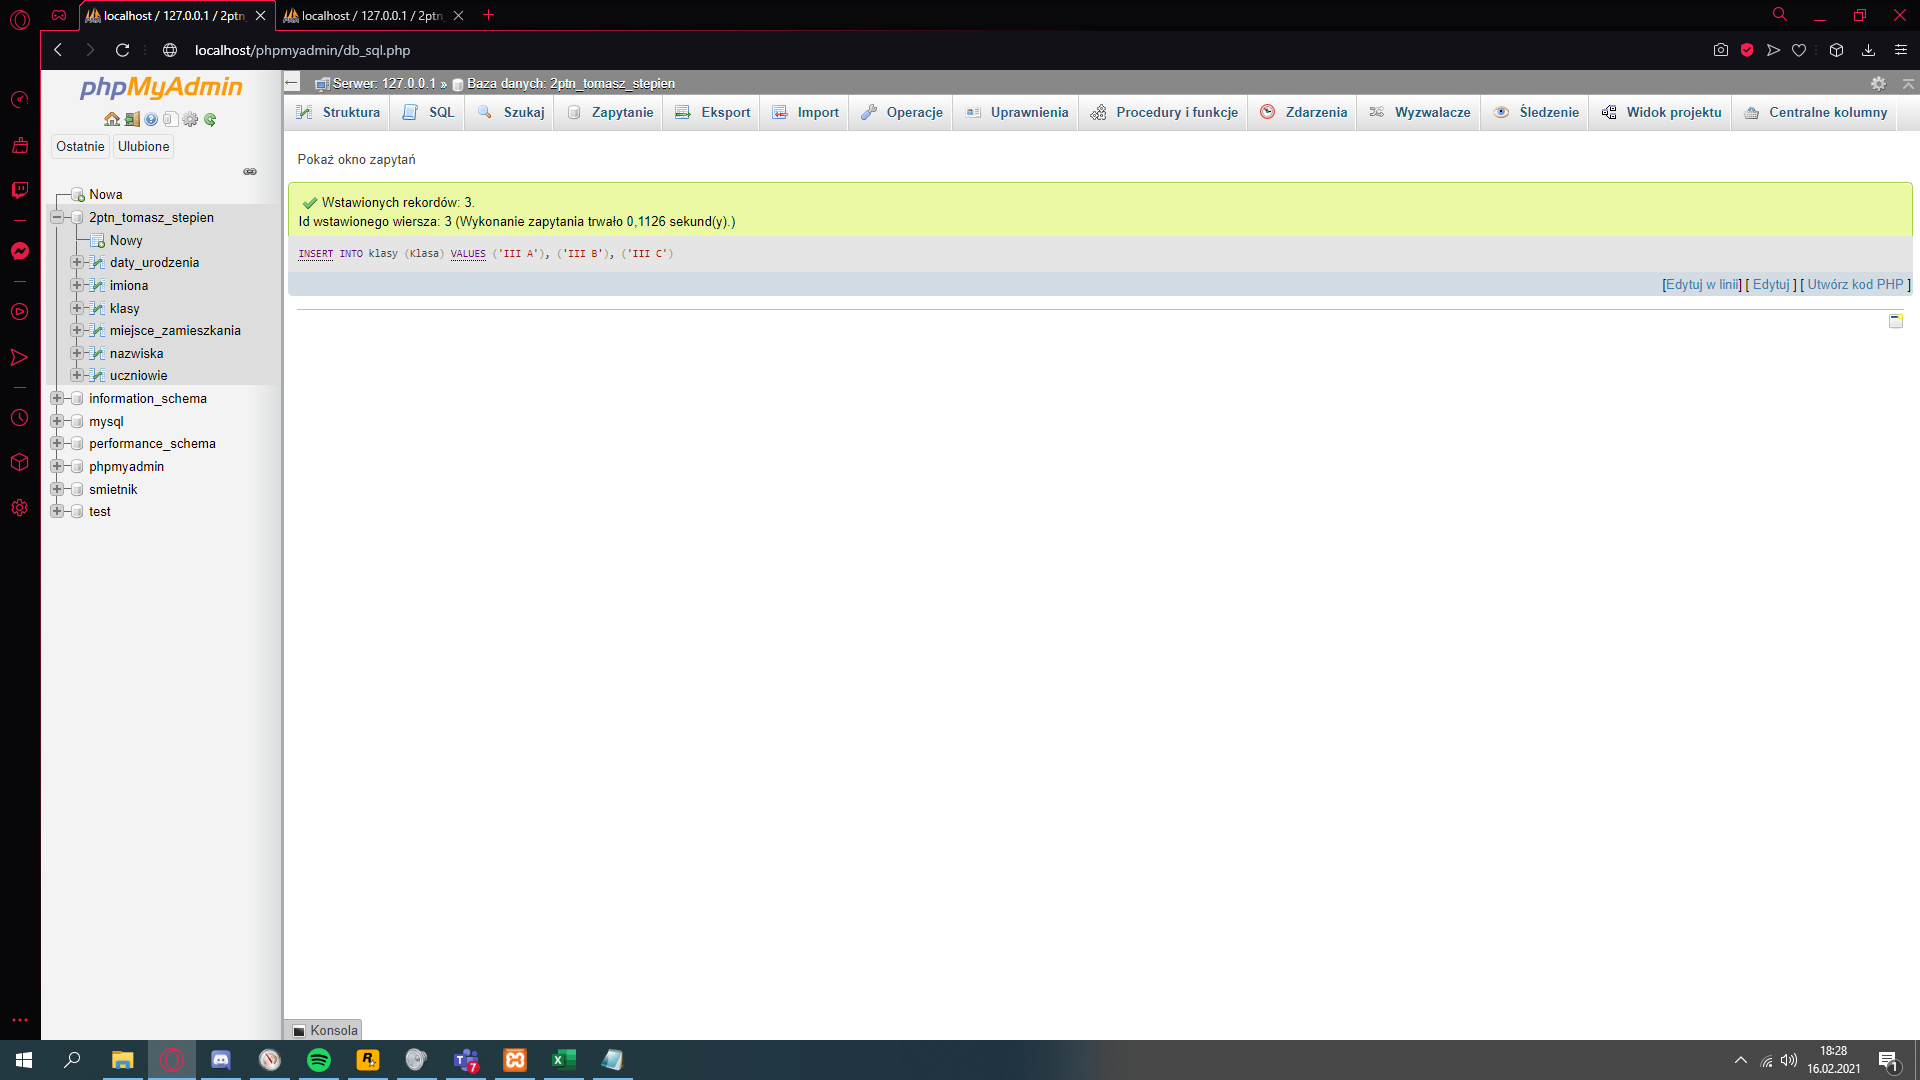 localhost / 127.0.0.1 / 2ptn_
localhost / 127.0.0.1 / 2ptn_
localhost/phpmyadmin/db_sql.php
phpMyAdmin
Ostatnie
Ulubione
Nowa
2ptn_tomasz_stepien
Nowy
daty_urodzenia
imiona
klasy
miejsce_zamieszkania
nazwiska
uczniowie
information_schema
mysql
performance_schema
phpmyadmin
smietnik
test
Serwer: 127.0.0.1 » Baza danych: 2ptn_tomasz_stepien
Struktura SQL Szukaj Zapytanie Eksport Import Operacje Uprawnienia Procedury i funkcje Zdarzenia Wyzwalacze Śledzenie Widok projektu Centralne kolumny
Pokaż okno zapytań
Wstawionych rekordów: 3.
Id wstawionego wiersza: 3 (Wykonanie zapytania trwało 0,1126 sekund(y).)
INSERT INTO klasy (Klasa) VALUES ('III A'), ('III B'), ('III C')
[Edytuj w linii] [ Edytuj ] [ Utwórz kod PHP ]
Konsola
7
18:28
16.02.2021
1